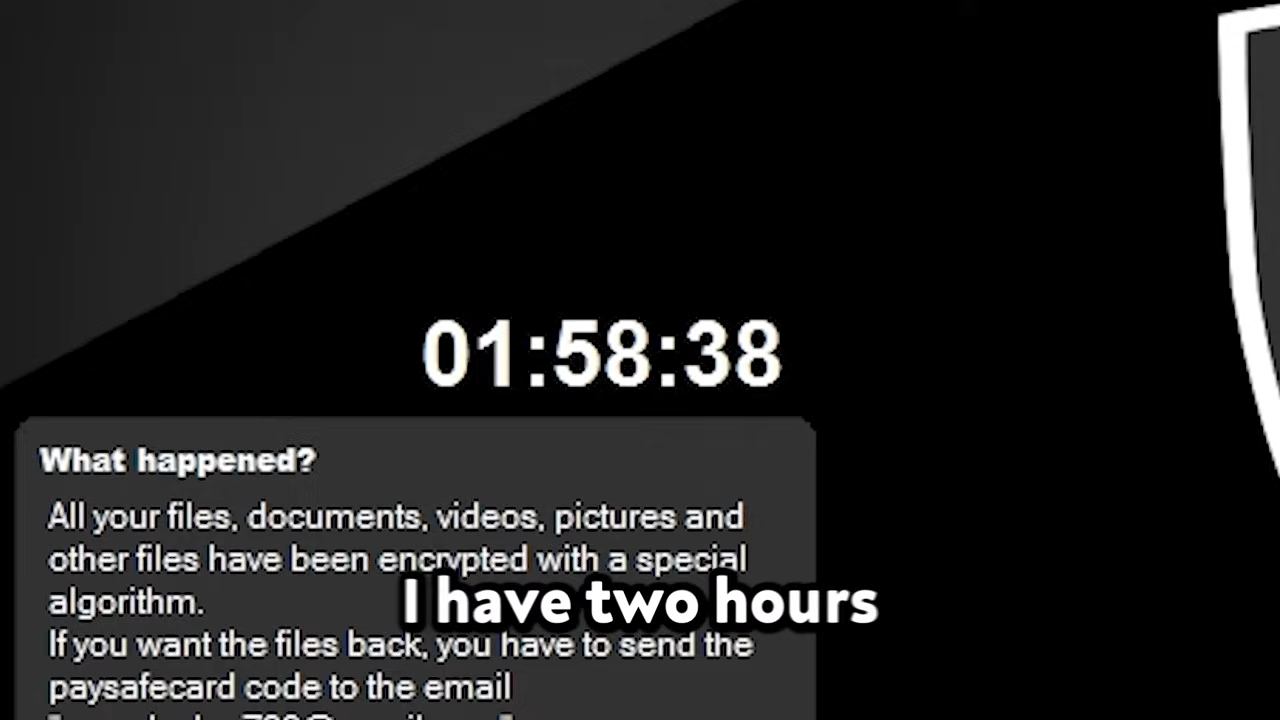 01:58:38
What happened?
All your files, documents, videos, pictures and
other files have been encrypted with a special
algorithm.
I have two hours
If you want the files back, you have to send the
paysafecard code to the email